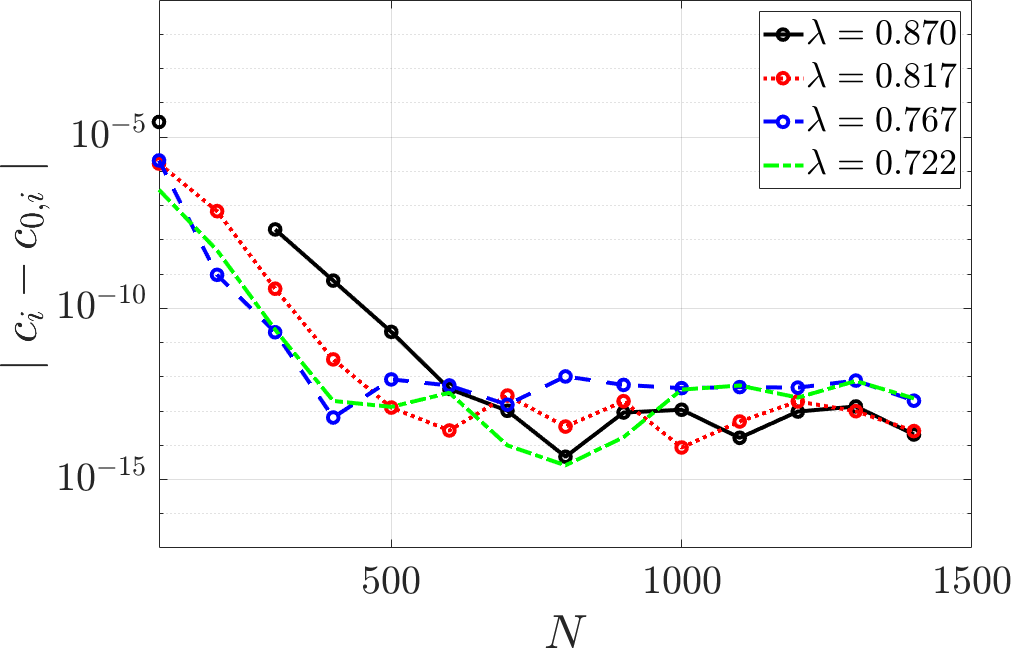 λ = 0.870
λ = 0.817
λ = 0.767
λ = 0.722
10^{-5}
10^{-10}
10^{-15}
| c_i − c_{0,i} |
500 1000 1500
N